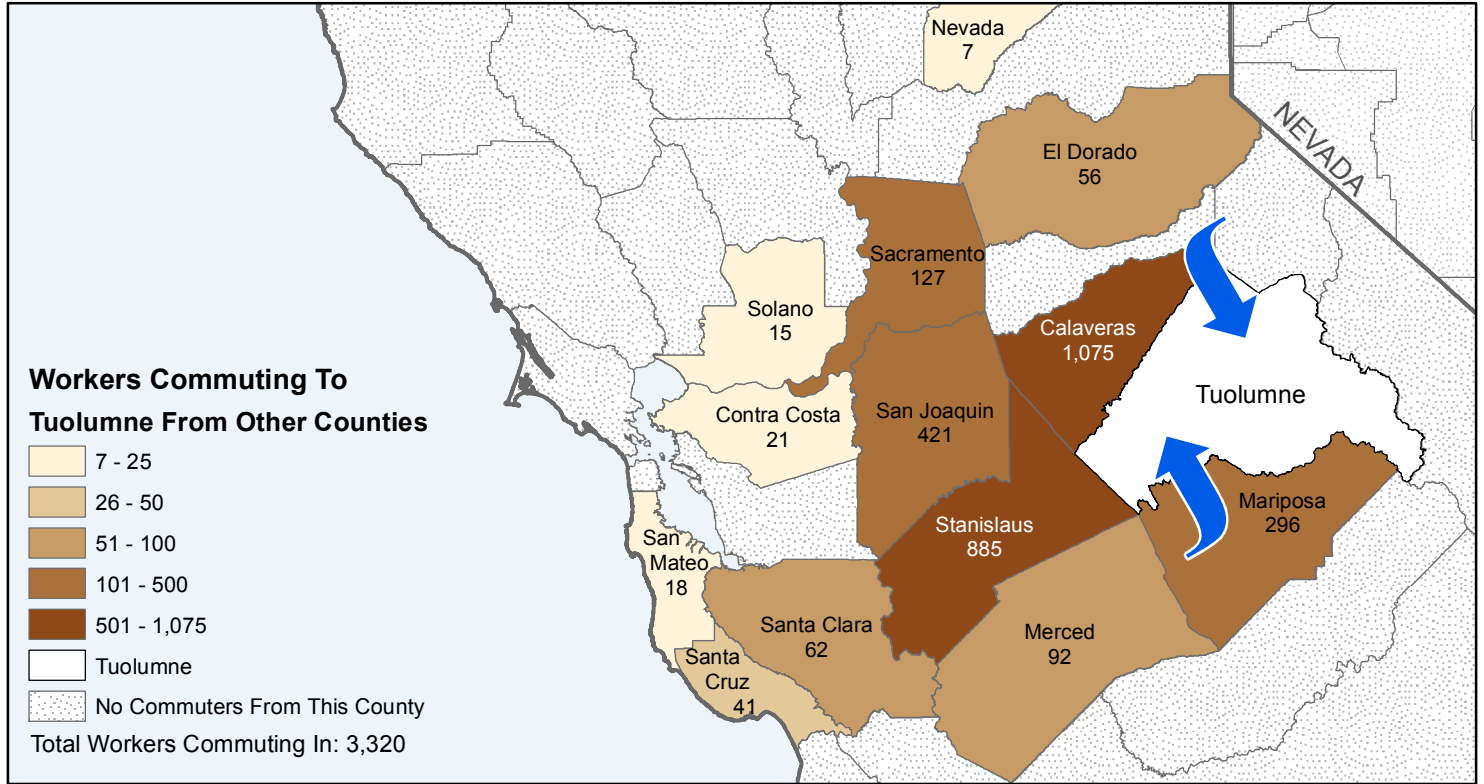 Nevada
7
NEVADA
El Dorado
56
Sacramento
127
Solano
15
Calaveras
1,075
Tuolumne
Contra Costa
21
San Joaquin
421
Mariposa
296
Stanislaus
885
San
Mateo
18
Santa Clara
62
Merced
92
Santa
Cruz
41
Workers Commuting To
Tuolumne From Other Counties
7 - 25
26 - 50
51 - 100
101 - 500
501 - 1,075
Tuolumne
No Commuters From This County
Total Workers Commuting In: 3,320